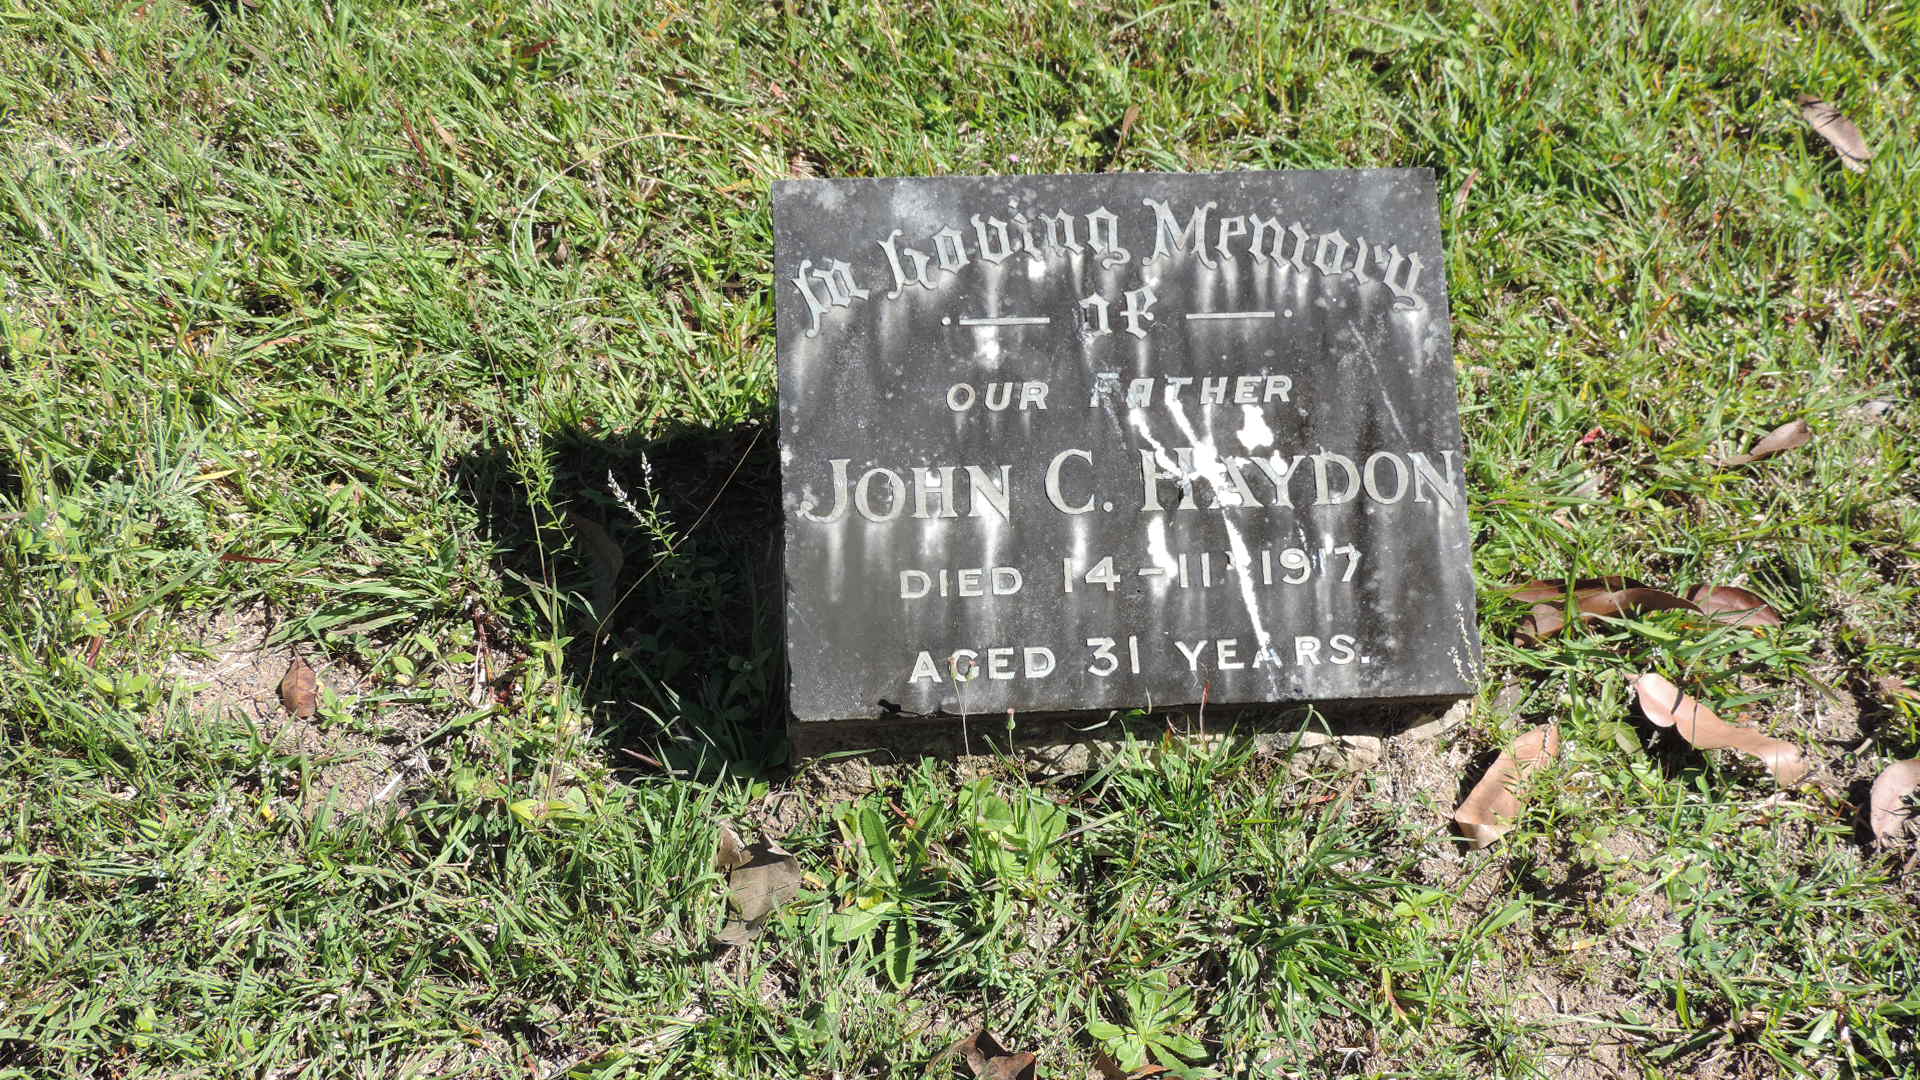 In Loving Memory
of
OUR FATHER
JOHN C. HAYDON
DIED 14-11-1917
AGED 31 YEARS.